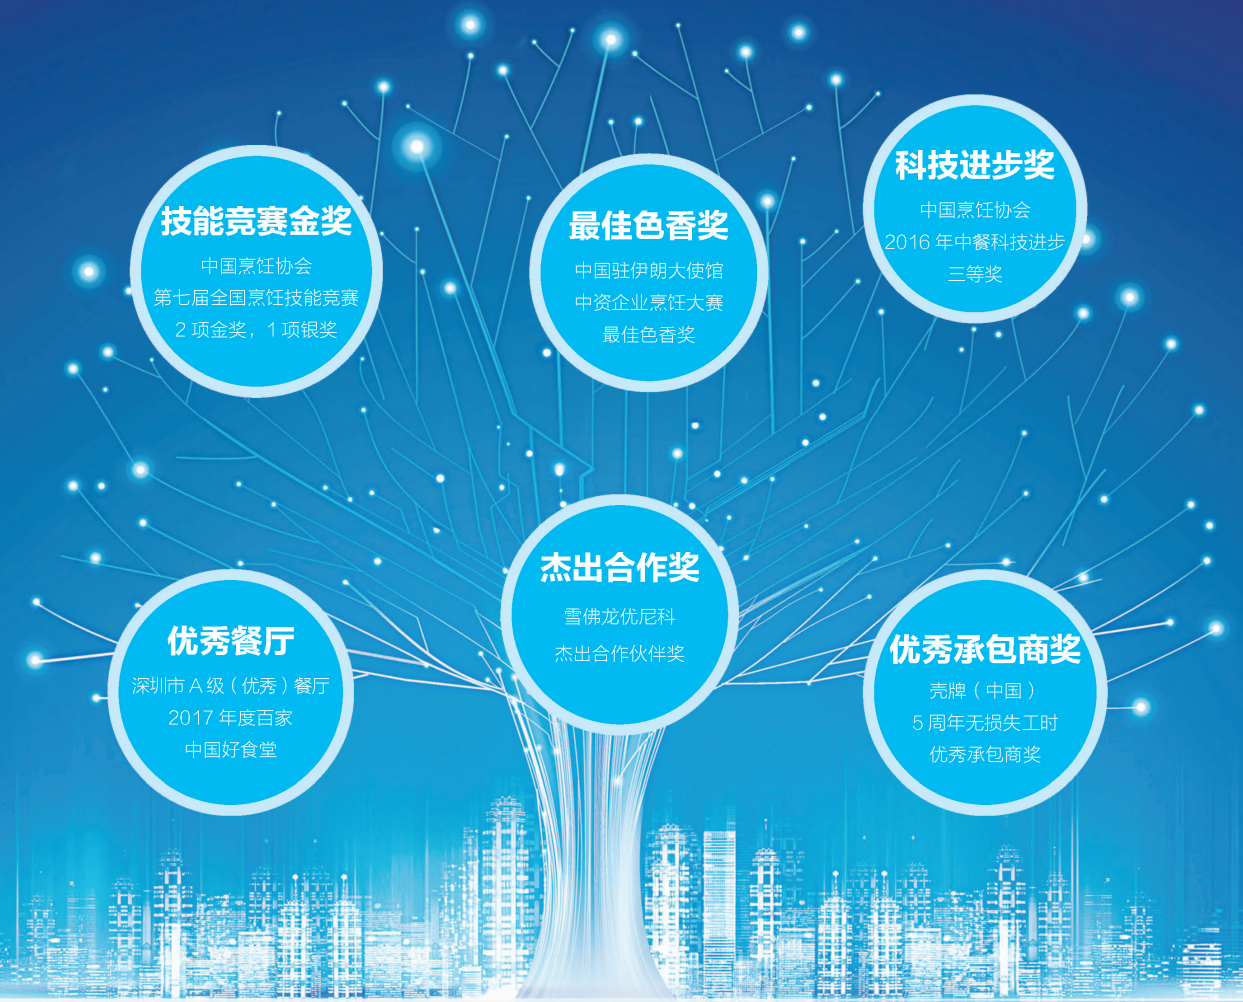 技能竞赛金奖
中国烹饪协会
第七届全国烹饪技能竞赛
2 项金奖，1 项银奖
最佳色香奖
中国驻伊朗大使馆
中资企业烹饪大赛
最佳色香奖
科技进步奖
中国烹饪协会
2016 年中餐科技进步
三等奖
优秀餐厅
深圳市 A 级（优秀）餐厅
2017 年度百家
中国好食堂
杰出合作奖
雪佛龙优尼科
杰出合作伙伴奖
优秀承包商奖
壳牌（中国）
5 周年无损失工时
优秀承包商奖